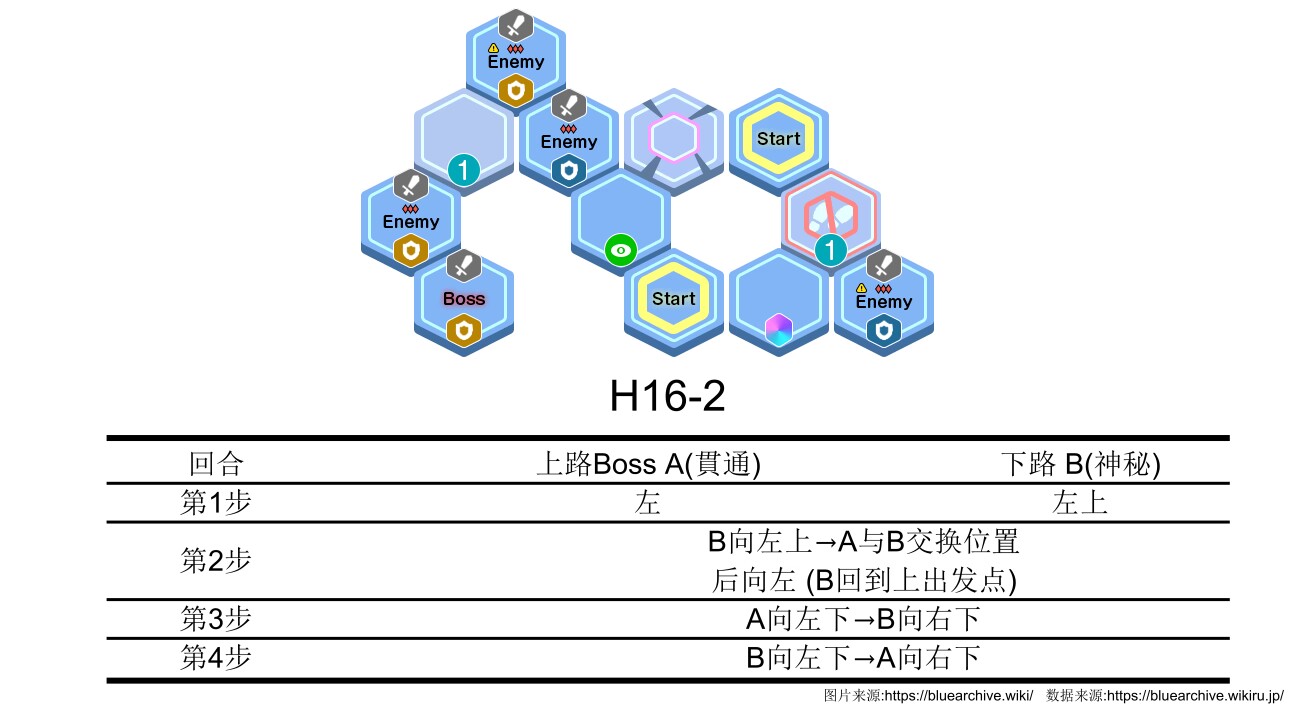 Enemy
1
Enemy
Start
Enemy
1
Boss
Start
Enemy
H16-2
回合 上路Boss A(貫通) 下路 B(神秘)
第1步 左 左上
第2步 B向左上→A与B交换位置
后向左 (B回到上出发点)
第3步 A向左下→B向右下
第4步 B向左下→A向右下
图片来源:https://bluearchive.wiki/ 数据来源:https://bluearchive.wikiru.jp/